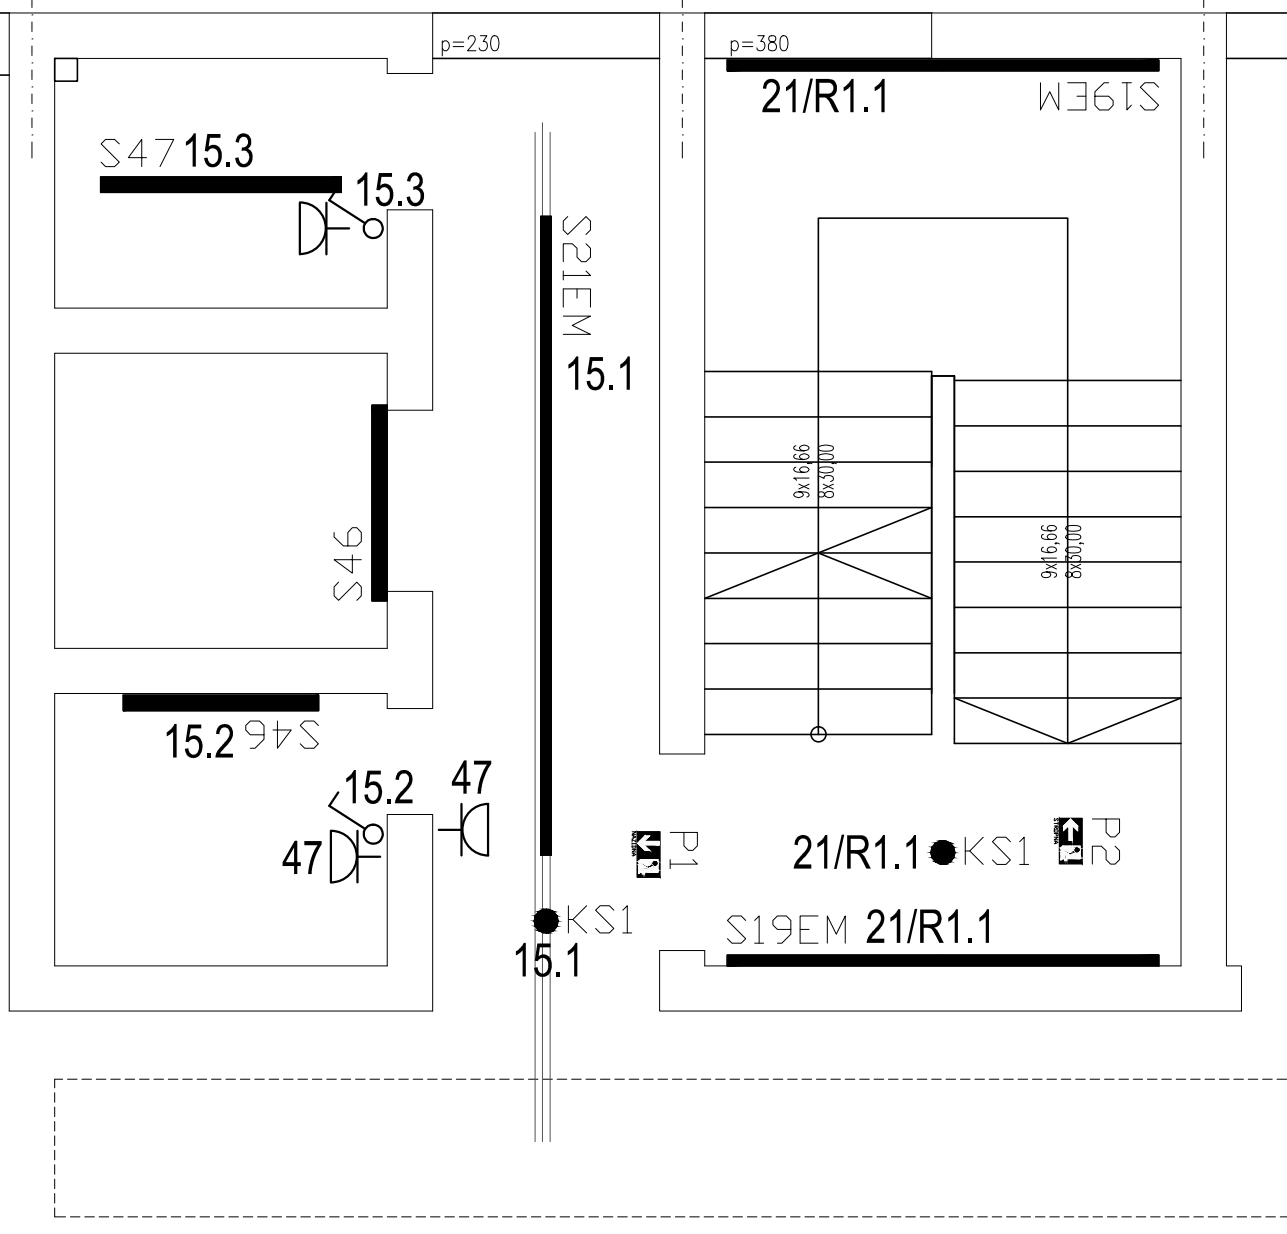 p=230
p=380
21/R1.1
S19EM
S47 15.3
15.3
S21EM
15.1
9x16,66
8x30,00
9x16,66
8x30,00
S46
15.2 S46
15.2
47
47
P1
21/R1.1 KS1
P2
KS1
15.1
S19EM 21/R1.1